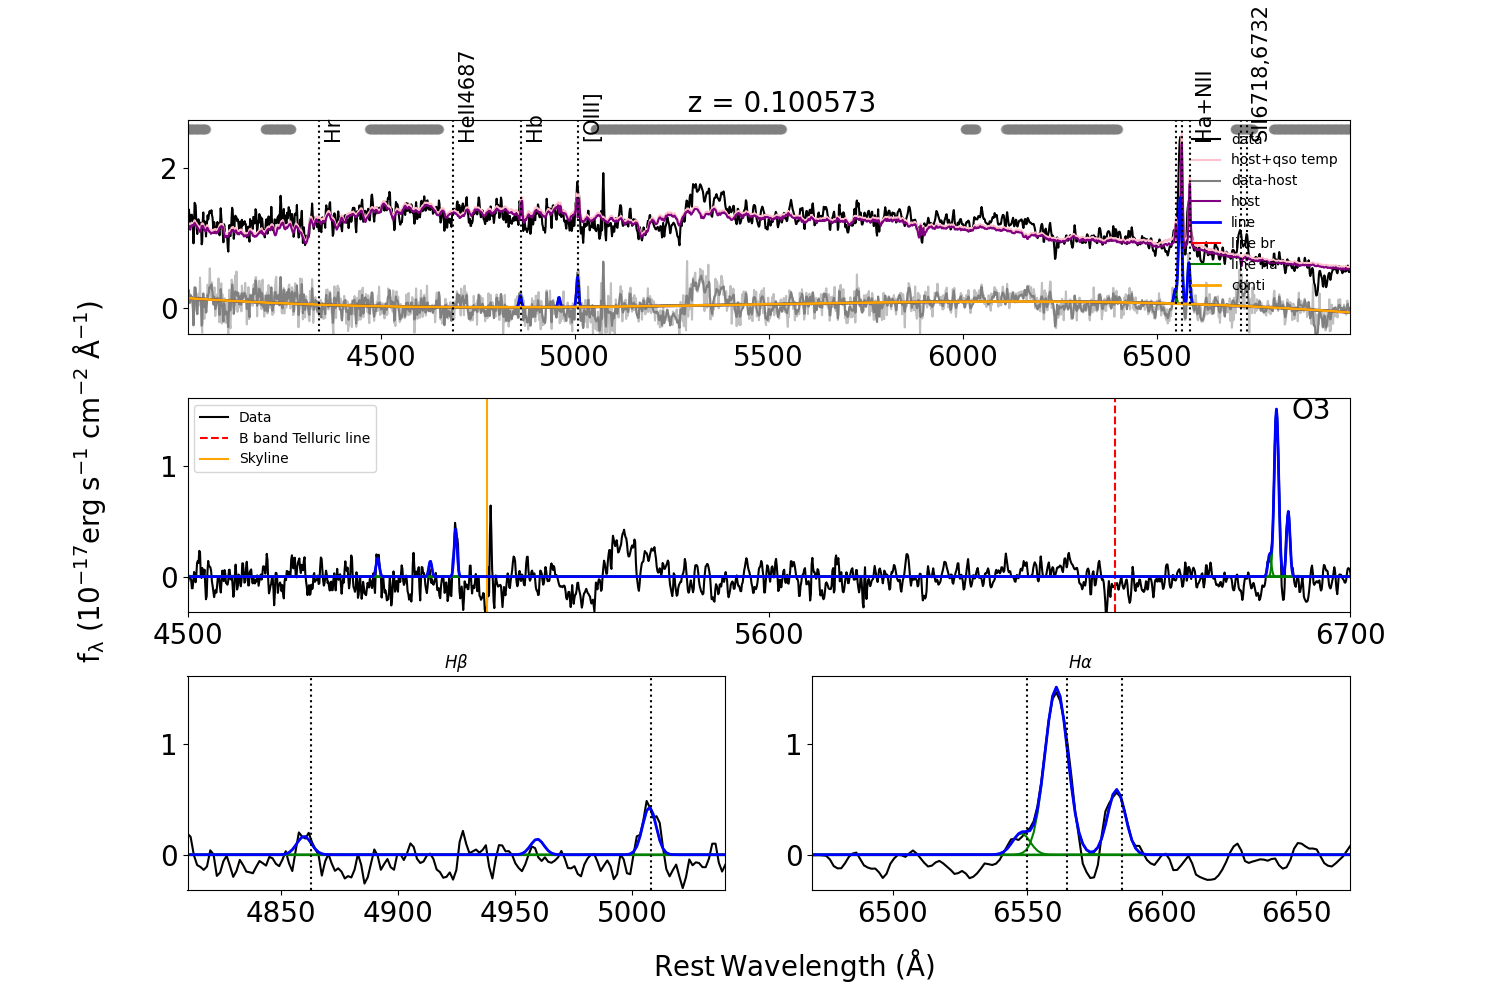 z = 0.100573
Hr
HeII4687
Hb
[OIII]
Ha+NII
SII6718,6732
data
host+qso temp
data-host
host
line
line br
line na
conti
2
0
4500 5000 5500 6000 6500
Data
B band Telluric line
Skyline
O3
1
0
4500 5600 6700
fλ (10⁻¹⁷erg s⁻¹ cm⁻² Å⁻¹)
Hβ
1
0
4850 4900 4950 5000
Hα
1
0
6500 6550 6600 6650
Rest Wavelength (Å)